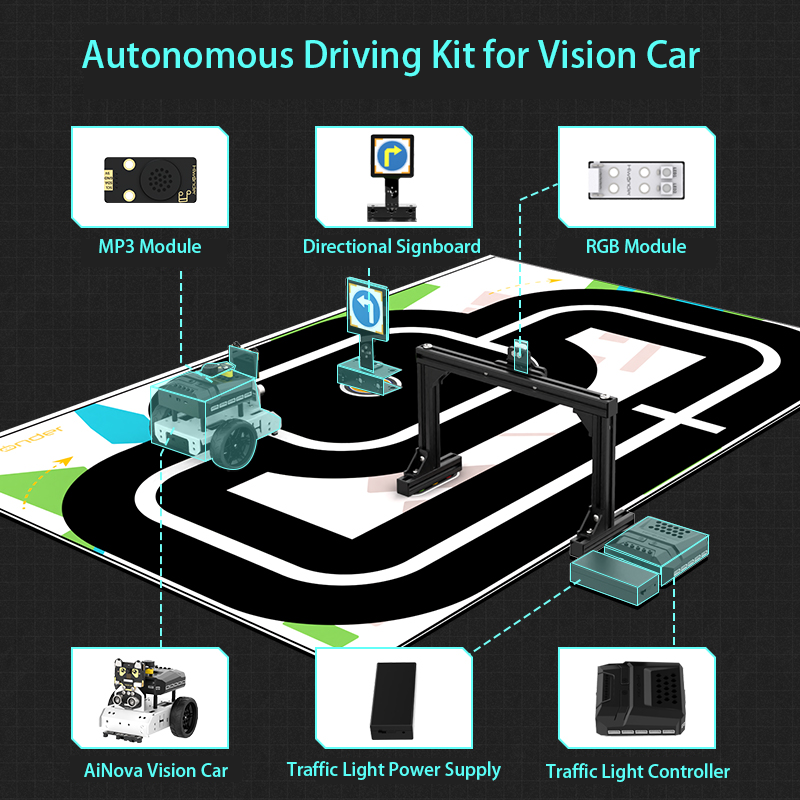 Autonomous Driving Kit for Vision Car
MP3 Module
Directional Signboard
RGB Module
AiNova Vision Car
Traffic Light Power Supply
Traffic Light Controller